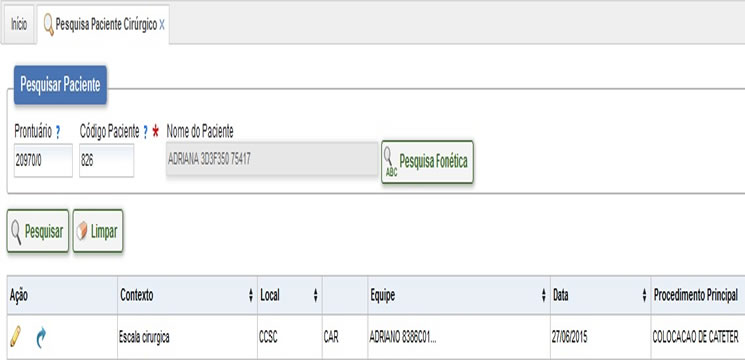 Início Pesquisa Paciente Cirúrgico X
Pesquisar Paciente
Prontuário ? Código Paciente ? * Nome do Paciente
20970/0 826 ADRIANA 3D3F350 75417 ABC Pesquisa Fonética
Pesquisar Limpar
Ação Contexto Local Equipe Data Procedimento Principal
Escala cirurgica CCSC CAR ADRIANO 8386C01... 27/06/2015 COLOCACAO DE CATETER